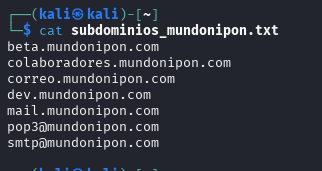 ┌──(kali㉿kali)-[~]
└─$ cat subdominios_mundonipon.txt
beta.mundonipon.com
colaboradores.mundonipon.com
correo.mundonipon.com
dev.mundonipon.com
mail.mundonipon.com
pop3@mundonipon.com
smtp@mundonipon.com